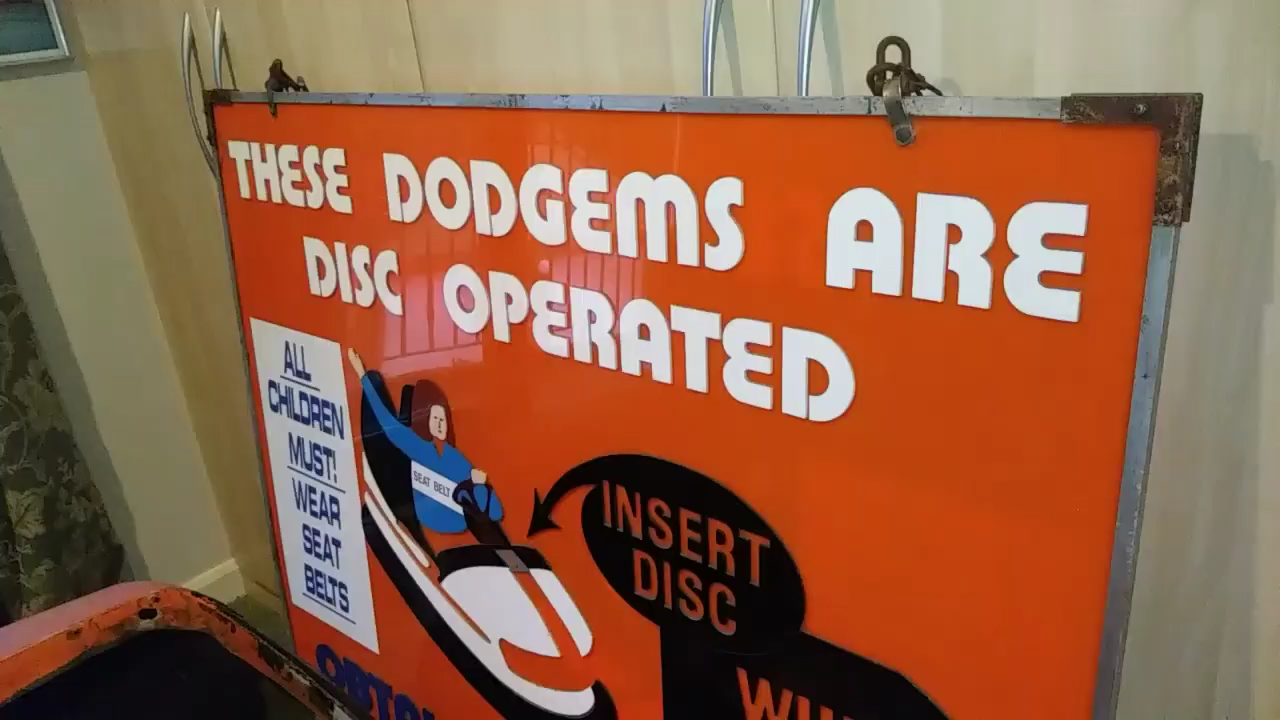 THESE DODGEMS ARE
DISC OPERATED
ALL
CHILDREN
MUST!
WEAR
SEAT
BELTS
SEAT BELT
INSERT
DISC